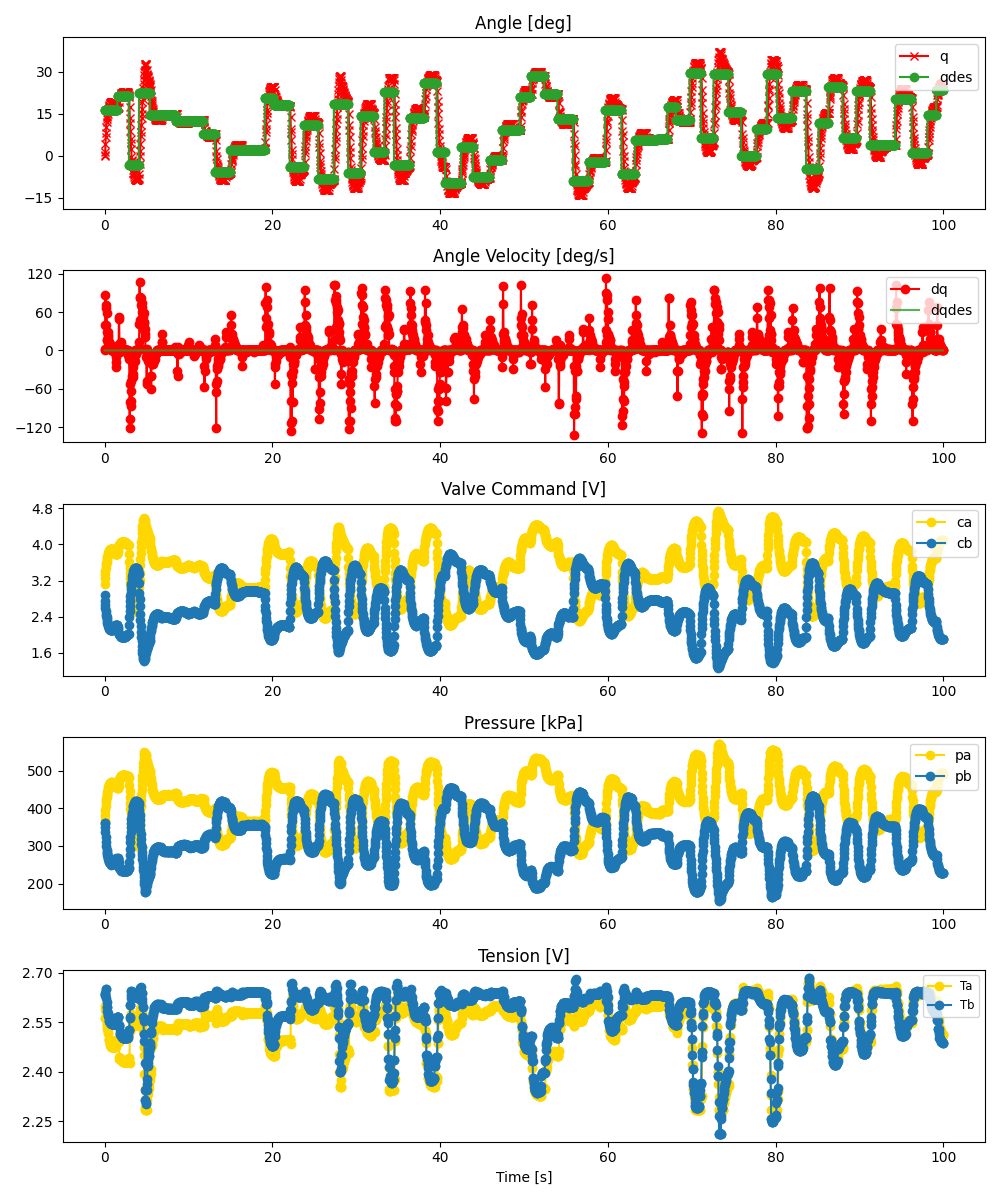 Angle [deg]
30
15
0
−15
q
qdes
0 20 40 60 80 100
Angle Velocity [deg/s]
120
60
0
−60
−120
dq
dqdes
0 20 40 60 80 100
Valve Command [V]
4.8
4.0
3.2
2.4
1.6
ca
cb
0 20 40 60 80 100
Pressure [kPa]
500
400
300
200
pa
pb
0 20 40 60 80 100
Tension [V]
2.70
2.55
2.40
2.25
Ta
Tb
0 20 40 60 80 100
Time [s]